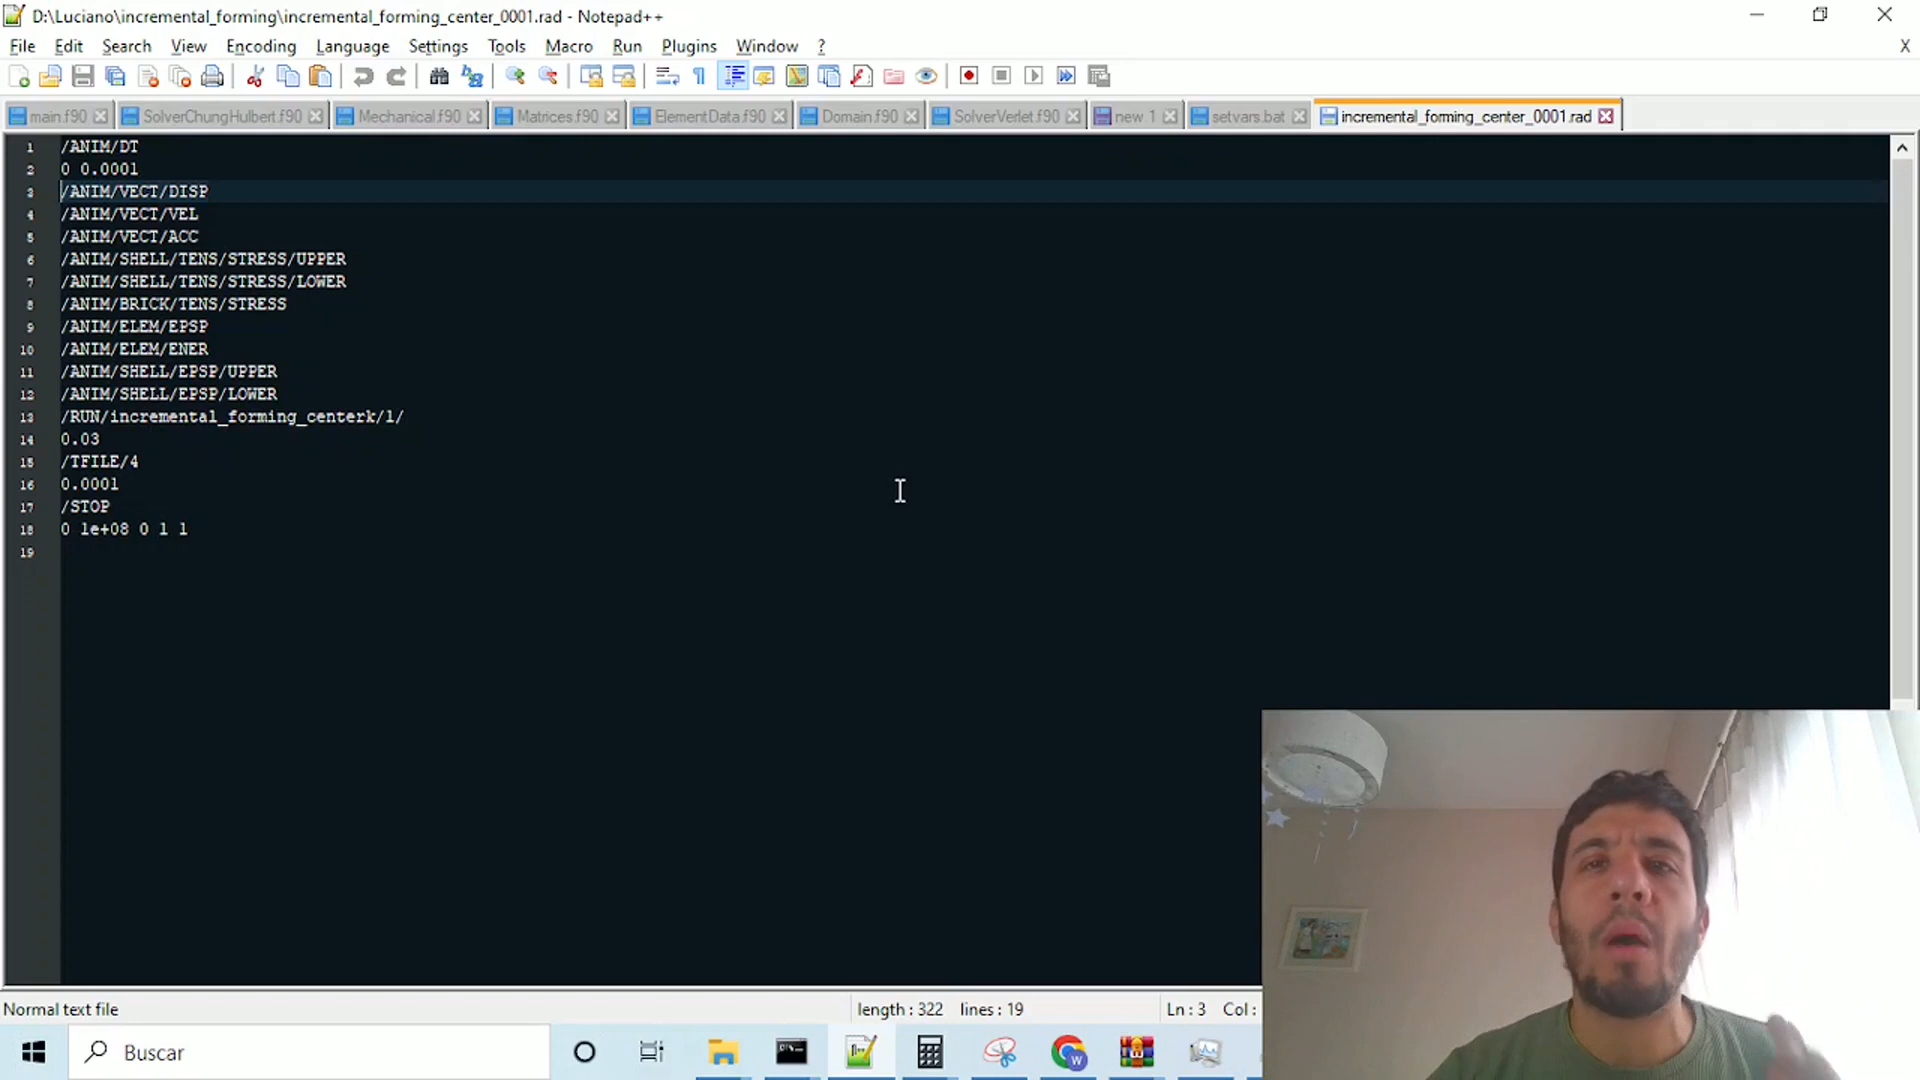 D:\Luciano\incremental_forming\incremental_forming_center_0001.rad - Notepad++
File Edit Search View Encoding Language Settings Tools Macro Run Plugins Window ? X
main.f90 SolverChungHulbert.f90 Mechanical.f90 Matrices.f90 ElementData.f90 Domain.f90 SolverVerlet.f90 new 1 setvars.bat incremental_forming_center_0001.rad
1 /ANIM/DT
2 0 0.0001
3 /ANIM/VECT/DISP
4 /ANIM/VECT/VEL
5 /ANIM/VECT/ACC
6 /ANIM/SHELL/TENS/STRESS/UPPER
7 /ANIM/SHELL/TENS/STRESS/LOWER
8 /ANIM/BRICK/TENS/STRESS
9 /ANIM/ELEM/EPSP
10 /ANIM/ELEM/ENER
11 /ANIM/SHELL/EPSP/UPPER
12 /ANIM/SHELL/EPSP/LOWER
13 /RUN/incremental_forming_centerk/1/
14 0.03
15 /TFILE/4
16 0.0001
17 /STOP
18 0 1e+08 0 1 1
19
Normal text file length : 322 lines : 19 Ln : 3 Col :
Buscar